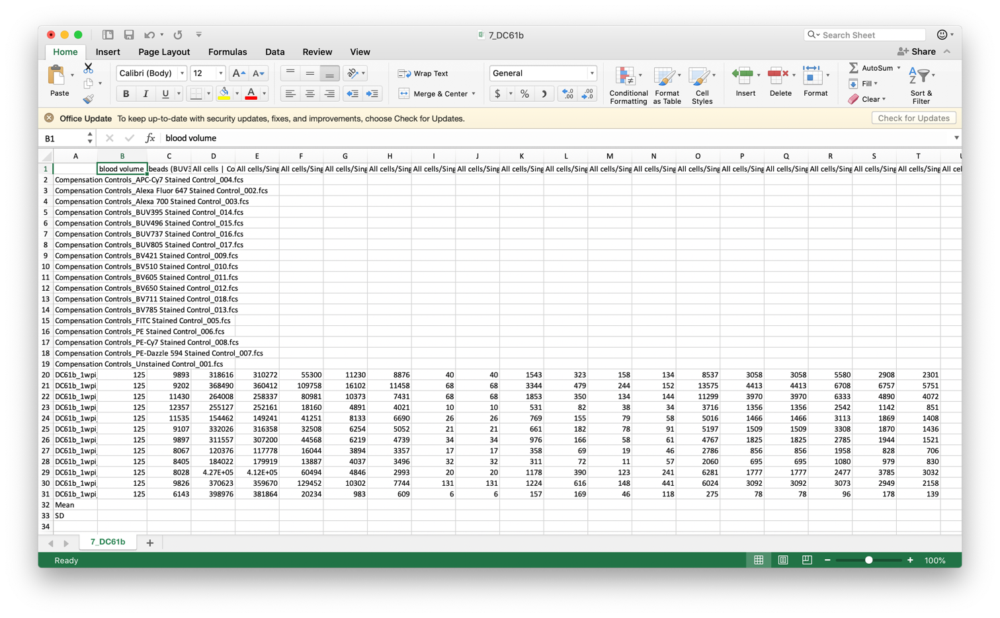 7_DC61b
Search Sheet
Home Insert Page Layout Formulas Data Review View
Share
Paste
Calibri (Body) 12 A A
B I U A
Wrap Text
Merge & Center
General
$ % )
Conditional Formatting
Format as Table
Cell Styles
Insert
Delete
Format
AutoSum
Fill
Clear
Sort & Filter
Office Update To keep up-to-date with security updates, fixes, and improvements, choose Check for Updates.
Check for Updates
B1 fx blood volume
A B C D E F G H I J K L M N O P Q R S T
1 blood volume beads (BUV3 All cells | Co All cells/Sing All cells/Sing All cells/Sing All cells/Sing All cells/Sing All cells/Sing All cells/Sing All cells/Sing All cells/Sing All cells/Sing All cells/Sing All cells/Sing All cells/Sing All cells/Sing All cells/Sing All cells/Sing All cel
2 Compensation Controls_APC-Cy7 Stained Control_004.fcs
3 Compensation Controls_Alexa Fluor 647 Stained Control_002.fcs
4 Compensation Controls_Alexa 700 Stained Control_003.fcs
5 Compensation Controls_BUV395 Stained Control_014.fcs
6 Compensation Controls_BUV496 Stained Control_015.fcs
7 Compensation Controls_BUV737 Stained Control_016.fcs
8 Compensation Controls_BUV805 Stained Control_017.fcs
9 Compensation Controls_BV421 Stained Control_009.fcs
10 Compensation Controls_BV510 Stained Control_010.fcs
11 Compensation Controls_BV605 Stained Control_011.fcs
12 Compensation Controls_BV650 Stained Control_012.fcs
13 Compensation Controls_BV711 Stained Control_018.fcs
14 Compensation Controls_BV785 Stained Control_013.fcs
15 Compensation Controls_FITC Stained Control_005.fcs
16 Compensation Controls_PE Stained Control_006.fcs
17 Compensation Controls_PE-Cy7 Stained Control_008.fcs
18 Compensation Controls_PE-Dazzle 594 Stained Control_007.fcs
19 Compensation Controls_Unstained Control_001.fcs
20 DC61b_1wpi_ 125 9893 318616 310272 55300 11230 8876 40 40 1543 323 158 134 8537 3058 3058 5580 2908 2301
21 DC61b_1wpi_ 125 9202 368490 360412 109758 16102 11458 68 68 3344 479 244 152 13575 4413 4413 6708 6757 5751
22 DC61b_1wpi_ 125 11430 264008 258337 80981 10373 7431 68 68 1853 350 134 144 11299 3970 3970 6333 4890 4072
23 DC61b_1wpi_ 125 12357 255127 252161 18160 4891 4021 10 10 531 82 38 34 3716 1356 1356 2542 1142 851
24 DC61b_1wpi_ 125 11535 154462 149241 41251 8133 6690 26 26 769 155 79 58 5016 1466 1466 3113 1869 1408
25 DC61b_1wpi_ 125 9107 332026 316358 32508 6254 5052 21 21 661 182 78 91 5197 1509 1509 3308 1870 1436
26 DC61b_1wpi_ 125 9897 311557 307200 44568 6219 4739 34 34 976 166 58 61 4767 1825 1825 2785 1944 1521
27 DC61b_1wpi_ 125 8067 120376 117778 16044 3894 3357 17 17 358 69 19 46 2786 856 856 1958 828 706
28 DC61b_1wpi_ 125 8405 184022 179919 13887 4037 3496 32 32 311 72 11 57 2060 695 695 1080 979 830
29 DC61b_1wpi_ 125 8028 4.27E+05 4.12E+05 60494 4846 2993 20 20 1178 390 123 241 6281 1777 1777 2477 3785 3032
30 DC61b_1wpi_ 125 9826 370623 359670 129452 10302 7744 131 131 1224 616 148 441 6024 3092 3092 3073 2949 2158
31 DC61b_1wpi_ 125 6143 398976 381864 20234 983 609 6 6 157 169 46 118 275 78 78 96 178 139
32 Mean
33 SD
34
7_DC61b +
Ready
100%